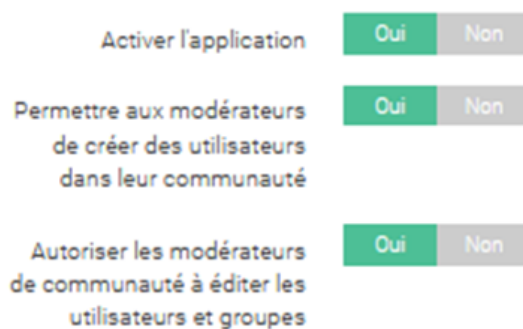 Activer l'application Oui Non
Permettre aux modérateurs Oui Non
de créer des utilisateurs
dans leur communauté
Autoriser les modérateurs Oui Non
de communauté à éditer les
utilisateurs et groupes